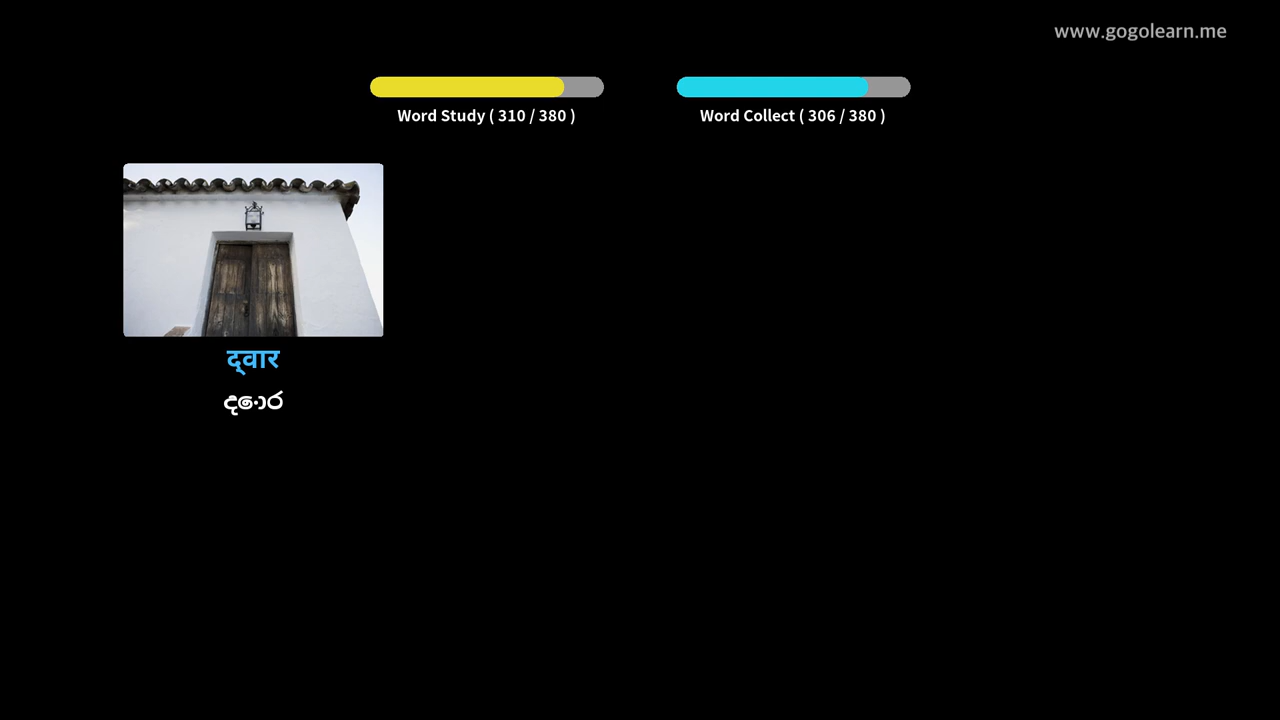 www.gogolearn.me
Word Study ( 310 / 380 )
Word Collect ( 306 / 380 )
द्‌वार
දොර